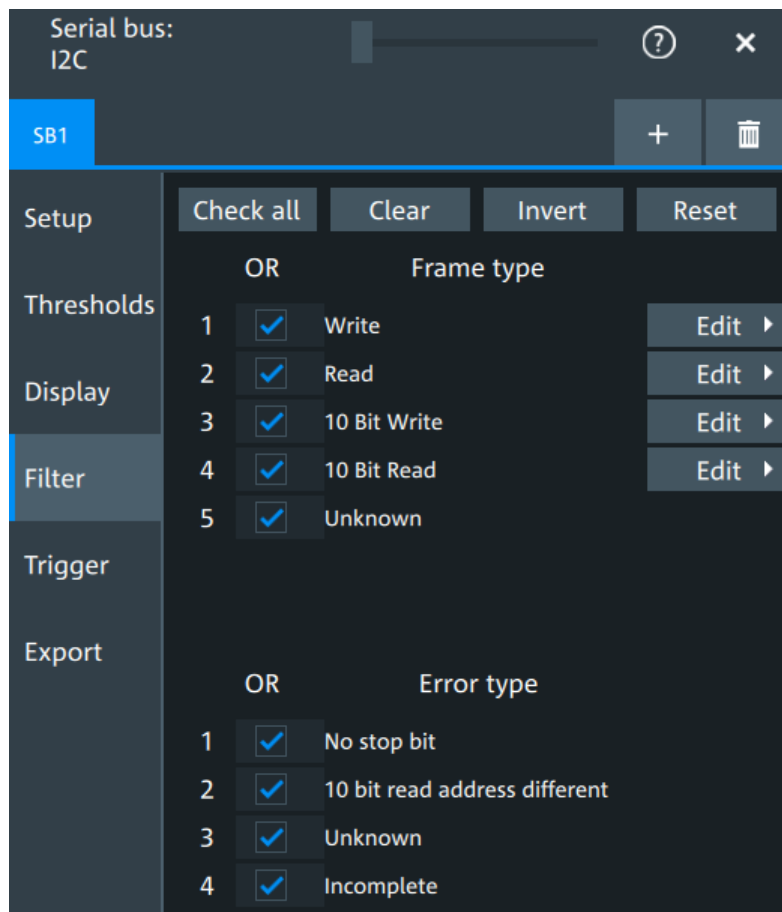 Serial bus:
I2C
?
SB1
+
Setup
Thresholds
Display
Filter
Trigger
Export
Check all Clear Invert Reset
OR Frame type
1 Write Edit
2 Read Edit
3 10 Bit Write Edit
4 10 Bit Read Edit
5 Unknown
OR Error type
1 No stop bit
2 10 bit read address different
3 Unknown
4 Incomplete